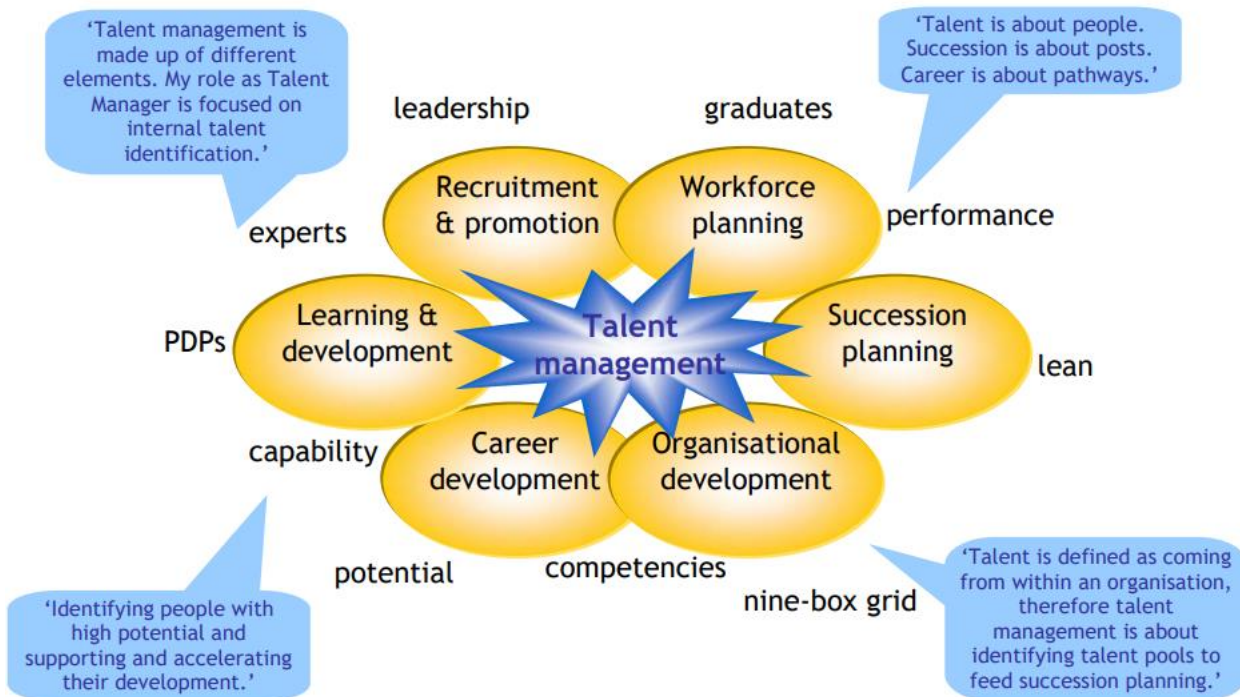 ‘Talent management is
made up of different
elements. My role as Talent
Manager is focused on
internal talent
identification.’
‘Talent is about people.
Succession is about posts.
Career is about pathways.’
leadership
graduates
Recruitment
& promotion
Workforce
planning
experts
performance
Learning &
development
Talent
management
Succession
planning
PDPs
lean
capability
Career
development
Organisational
development
potential
competencies
nine-box grid
‘Identifying people with
high potential and
supporting and accelerating
their development.’
‘Talent is defined as coming
from within an organisation,
therefore talent
management is about
identifying talent pools to
feed succession planning.’